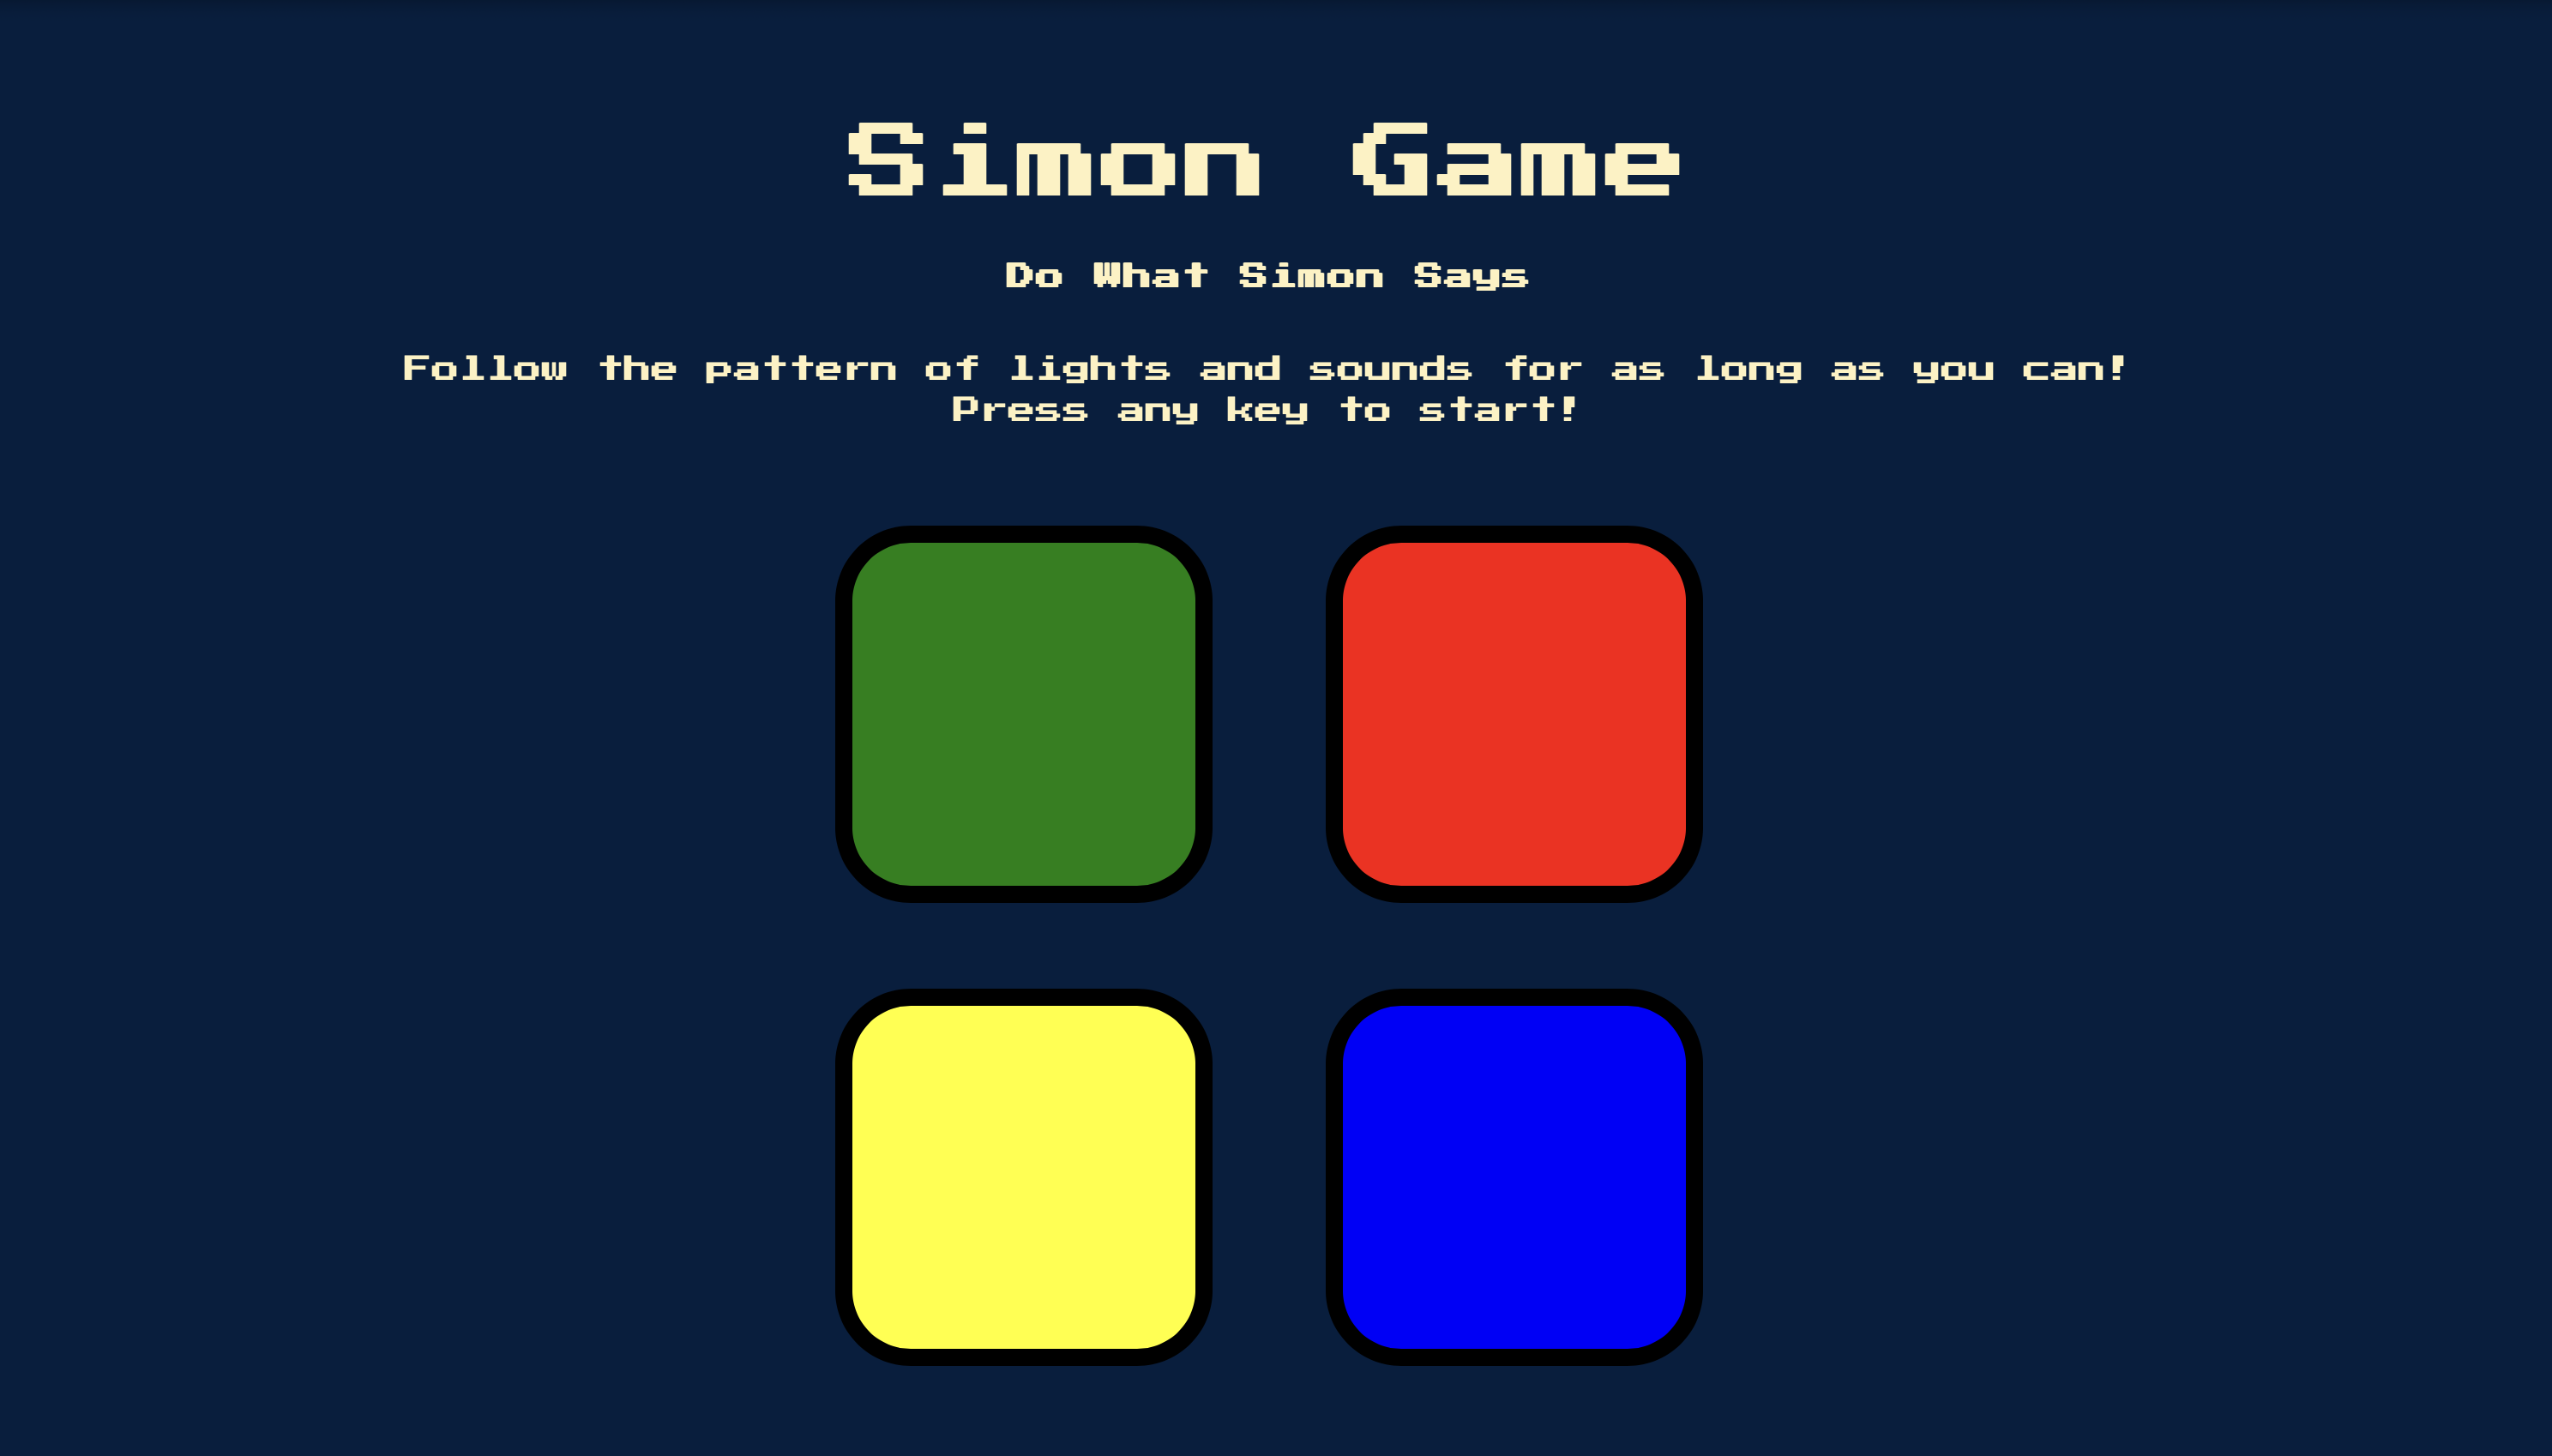 Simon Game
Do What Simon Says
Follow the pattern of lights and sounds for as long as you can!
Press any key to start!